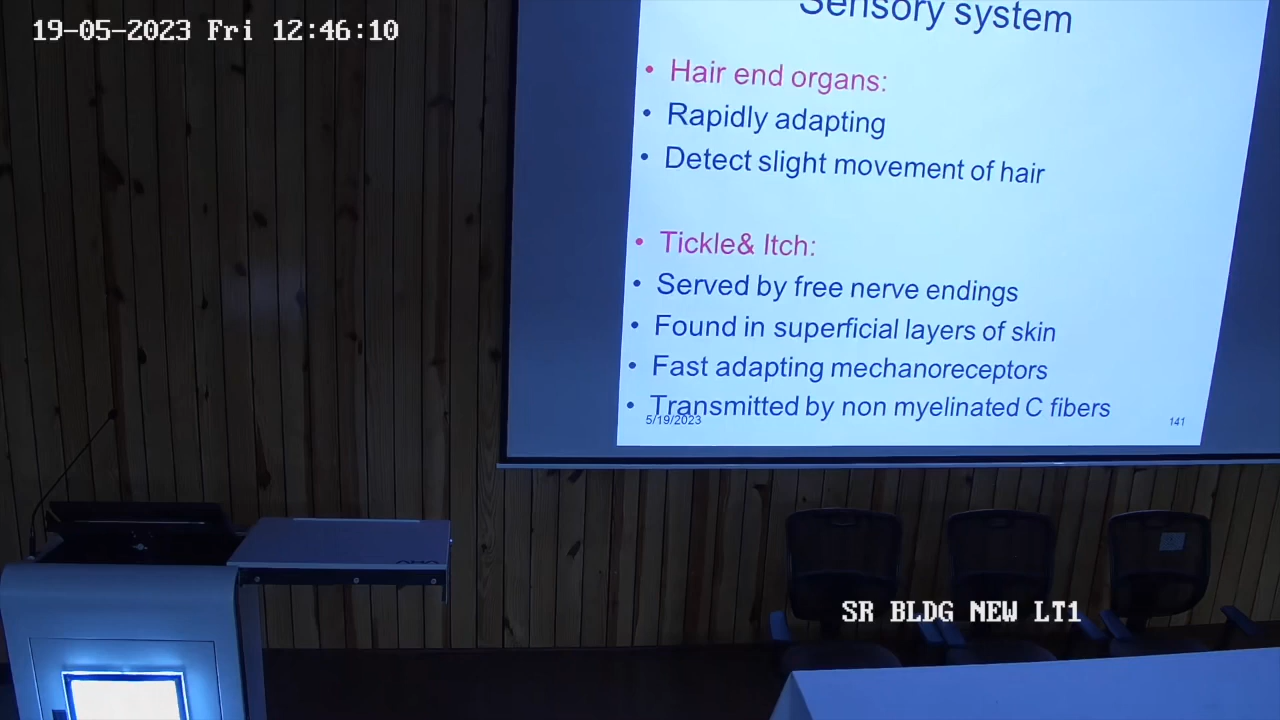 19-05-2023 Fri 12:46:10
Sensory system
• Hair end organs:
• Rapidly adapting
• Detect slight movement of hair
• Tickle& Itch:
• Served by free nerve endings
• Found in superficial layers of skin
• Fast adapting mechanoreceptors
• Transmitted by non myelinated C fibers
5/19/2023
141
SR BLDG NEW LT1